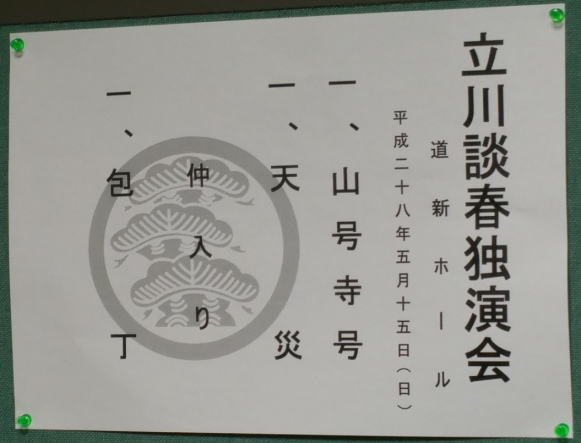 立川談春独演会
道新ホール
平成二十八年五月十五日(日)
一、山号寺号
一、天災
仲入り
一、包丁